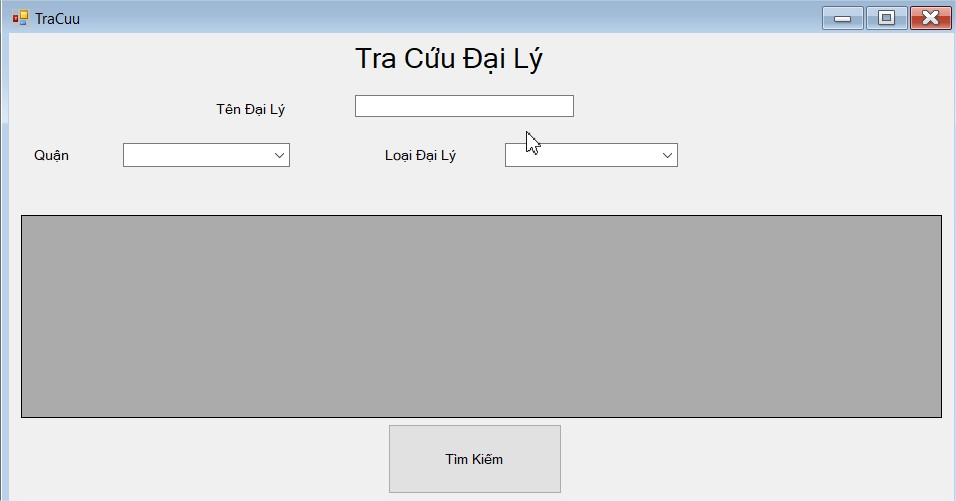 TraCuu
Tra Cứu Đại Lý
Tên Đại Lý
Quận
Loại Đại Lý
Tìm Kiếm